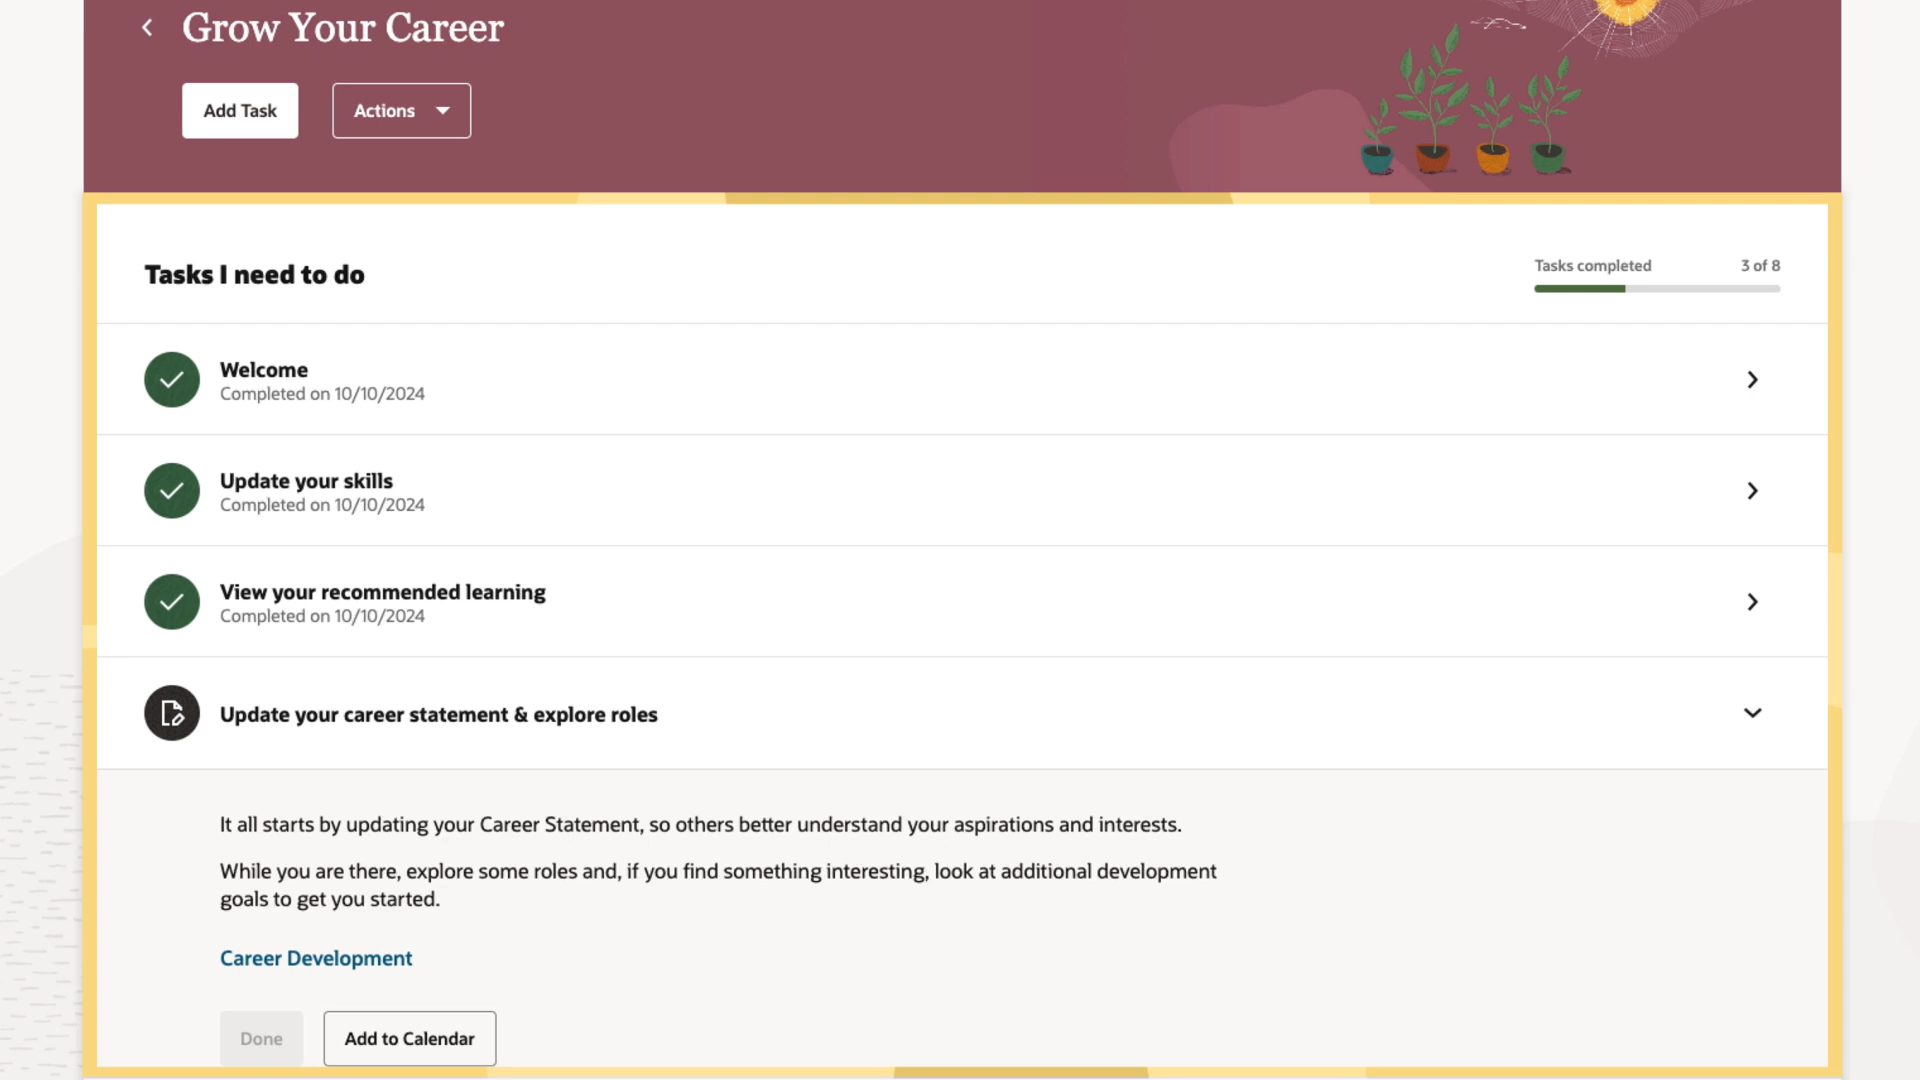 Grow Your Career
Add Task
Actions
Tasks I need to do
Tasks completed
3 of 8
Welcome
Completed on 10/10/2024
Update your skills
Completed on 10/10/2024
View your recommended learning
Completed on 10/10/2024
Update your career statement & explore roles
It all starts by updating your Career Statement, so others better understand your aspirations and interests.
While you are there, explore some roles and, if you find something interesting, look at additional development
goals to get you started.
Career Development
Done
Add to Calendar